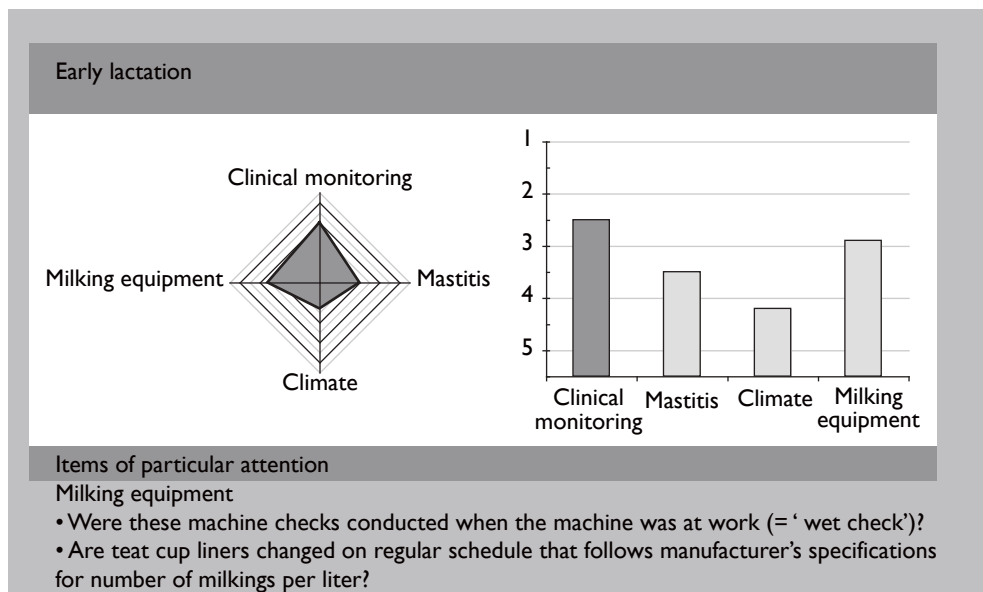 Early lactation
Clinical monitoring
Milking equipment
Mastitis
Climate
1
2
3
4
5
Clinical
monitoring
Mastitis
Climate
Milking
equipment
Items of particular attention
Milking equipment
• Were these machine checks conducted when the machine was at work (= ‘ wet check’)?
• Are teat cup liners changed on regular schedule that follows manufacturer’s specifications
for number of milkings per liter?